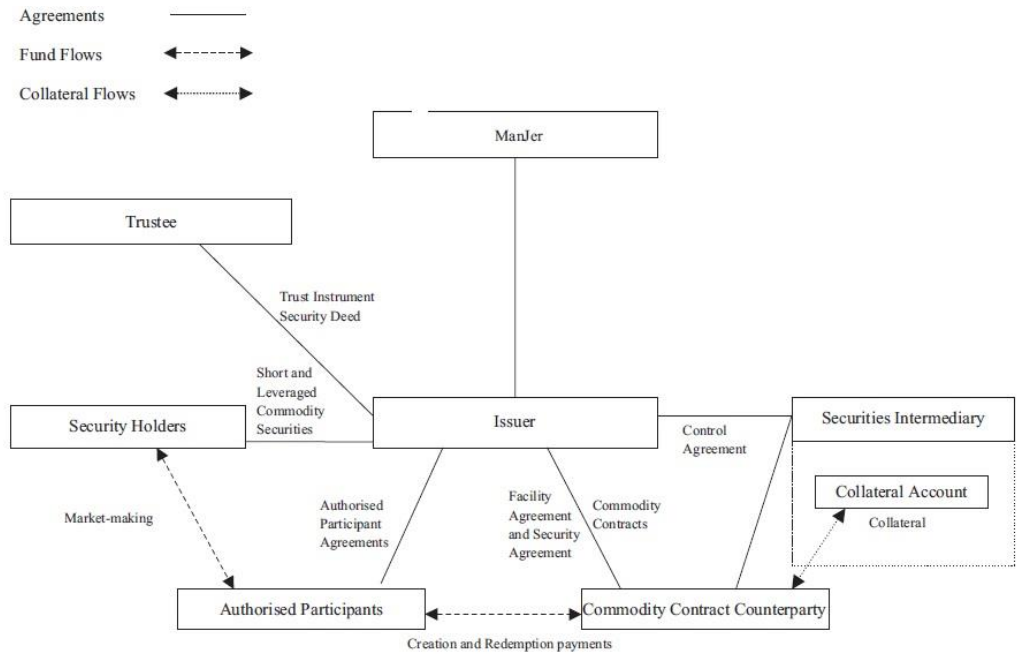 Agreements
Fund Flows
Collateral Flows
ManJer
Trustee
Trust Instrument
Security Deed
Short and
Leveraged
Commodity
Securities
Security Holders
Issuer
Securities Intermediary
Control
Agreement
Collateral Account
Collateral
Market-making
Authorised
Participant
Agreements
Facility
Agreement
and Security
Agreement
Commodity
Contracts
Authorised Participants
Commodity Contract Counterparty
Creation and Redemption payments